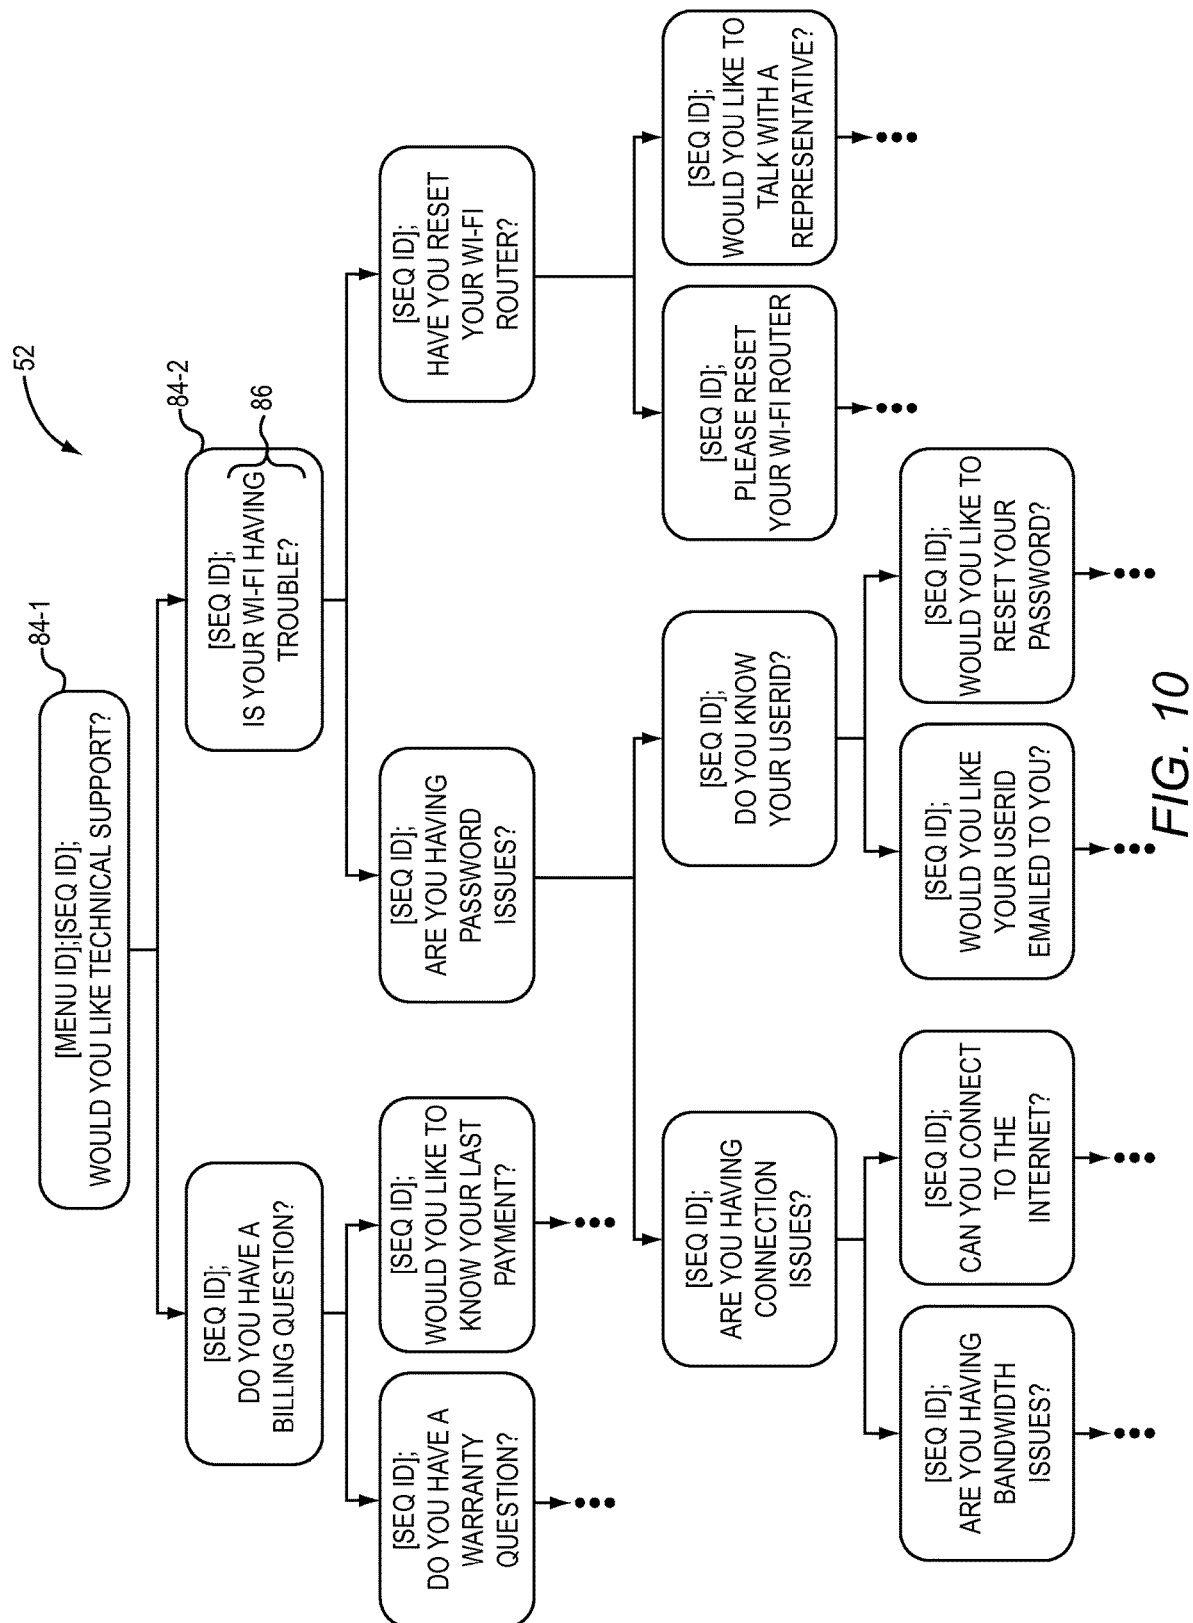 52
84-1
[MENU ID];[SEQ ID];
WOULD YOU LIKE TECHNICAL SUPPORT?
[SEQ ID];
DO YOU HAVE A
BILLING QUESTION?
84-2
[SEQ ID];
IS YOUR WI-FI HAVING
TROUBLE?
86
[SEQ ID];
DO YOU HAVE A
WARRANTY
QUESTION?
[SEQ ID];
WOULD YOU LIKE TO
KNOW YOUR LAST
PAYMENT?
[SEQ ID];
ARE YOU HAVING
PASSWORD
ISSUES?
[SEQ ID];
HAVE YOU RESET
YOUR WI-FI
ROUTER?
[SEQ ID];
ARE YOU HAVING
CONNECTION
ISSUES?
[SEQ ID];
DO YOU KNOW
YOUR USERID?
[SEQ ID];
PLEASE RESET
YOUR WI-FI ROUTER
[SEQ ID];
WOULD YOU LIKE TO
TALK WITH A
REPRESENTATIVE?
[SEQ ID];
ARE YOU HAVING
BANDWIDTH
ISSUES?
[SEQ ID];
CAN YOU CONNECT
TO THE
INTERNET?
[SEQ ID];
WOULD YOU LIKE
YOUR USERID
EMAILED TO YOU?
[SEQ ID];
WOULD YOU LIKE TO
RESET YOUR
PASSWORD?
FIG. 10